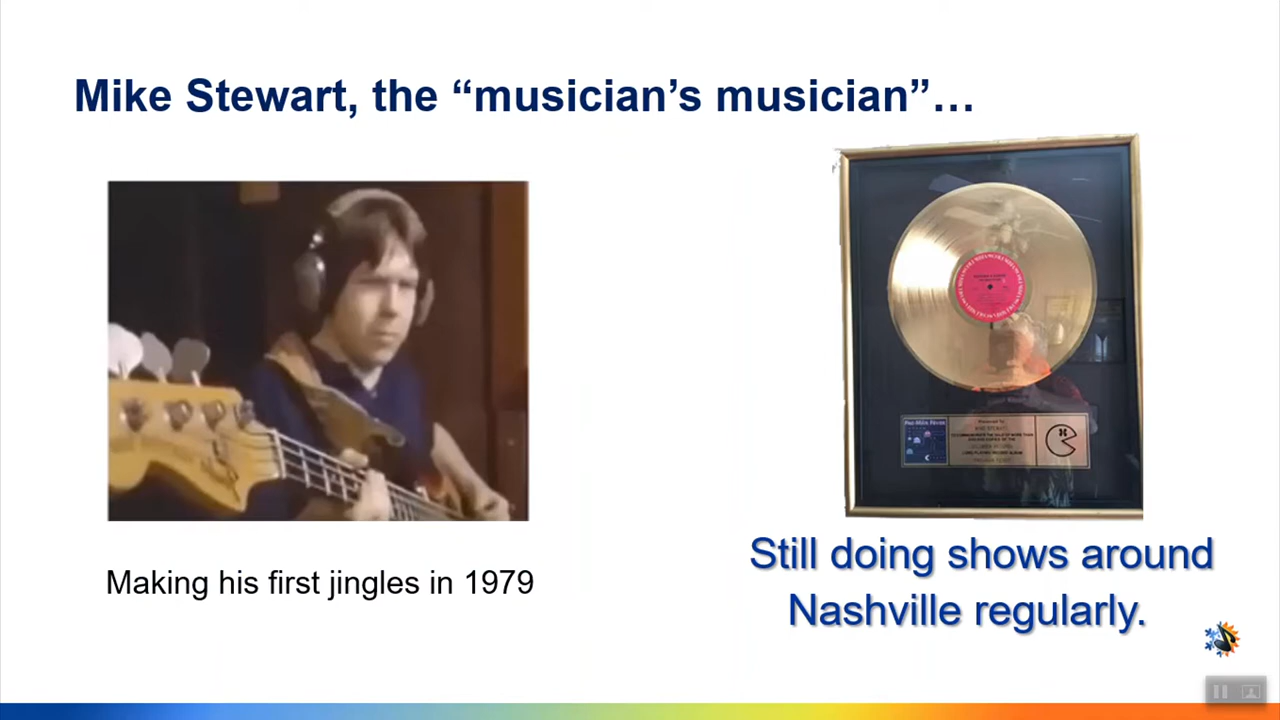 Mike Stewart, the “musician’s musician”…
PAC-MAN FEVER
Making his first jingles in 1979
Still doing shows around
Nashville regularly.